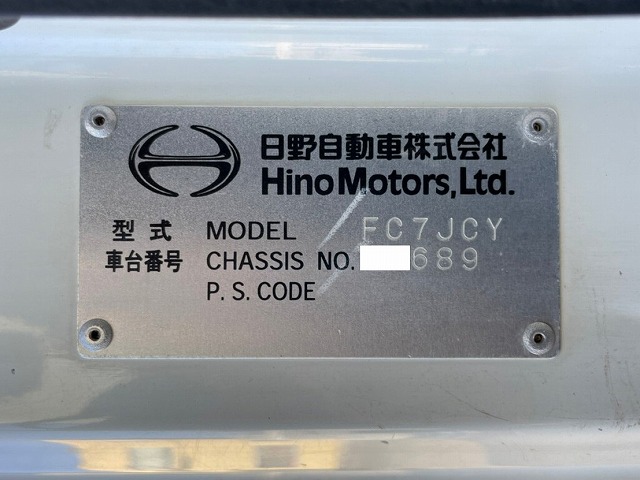 日野自動車株式会社
Hino Motors, Ltd.
型式 MODEL FC7JCY
車台番号 CHASSIS NO. 689
P. S. CODE